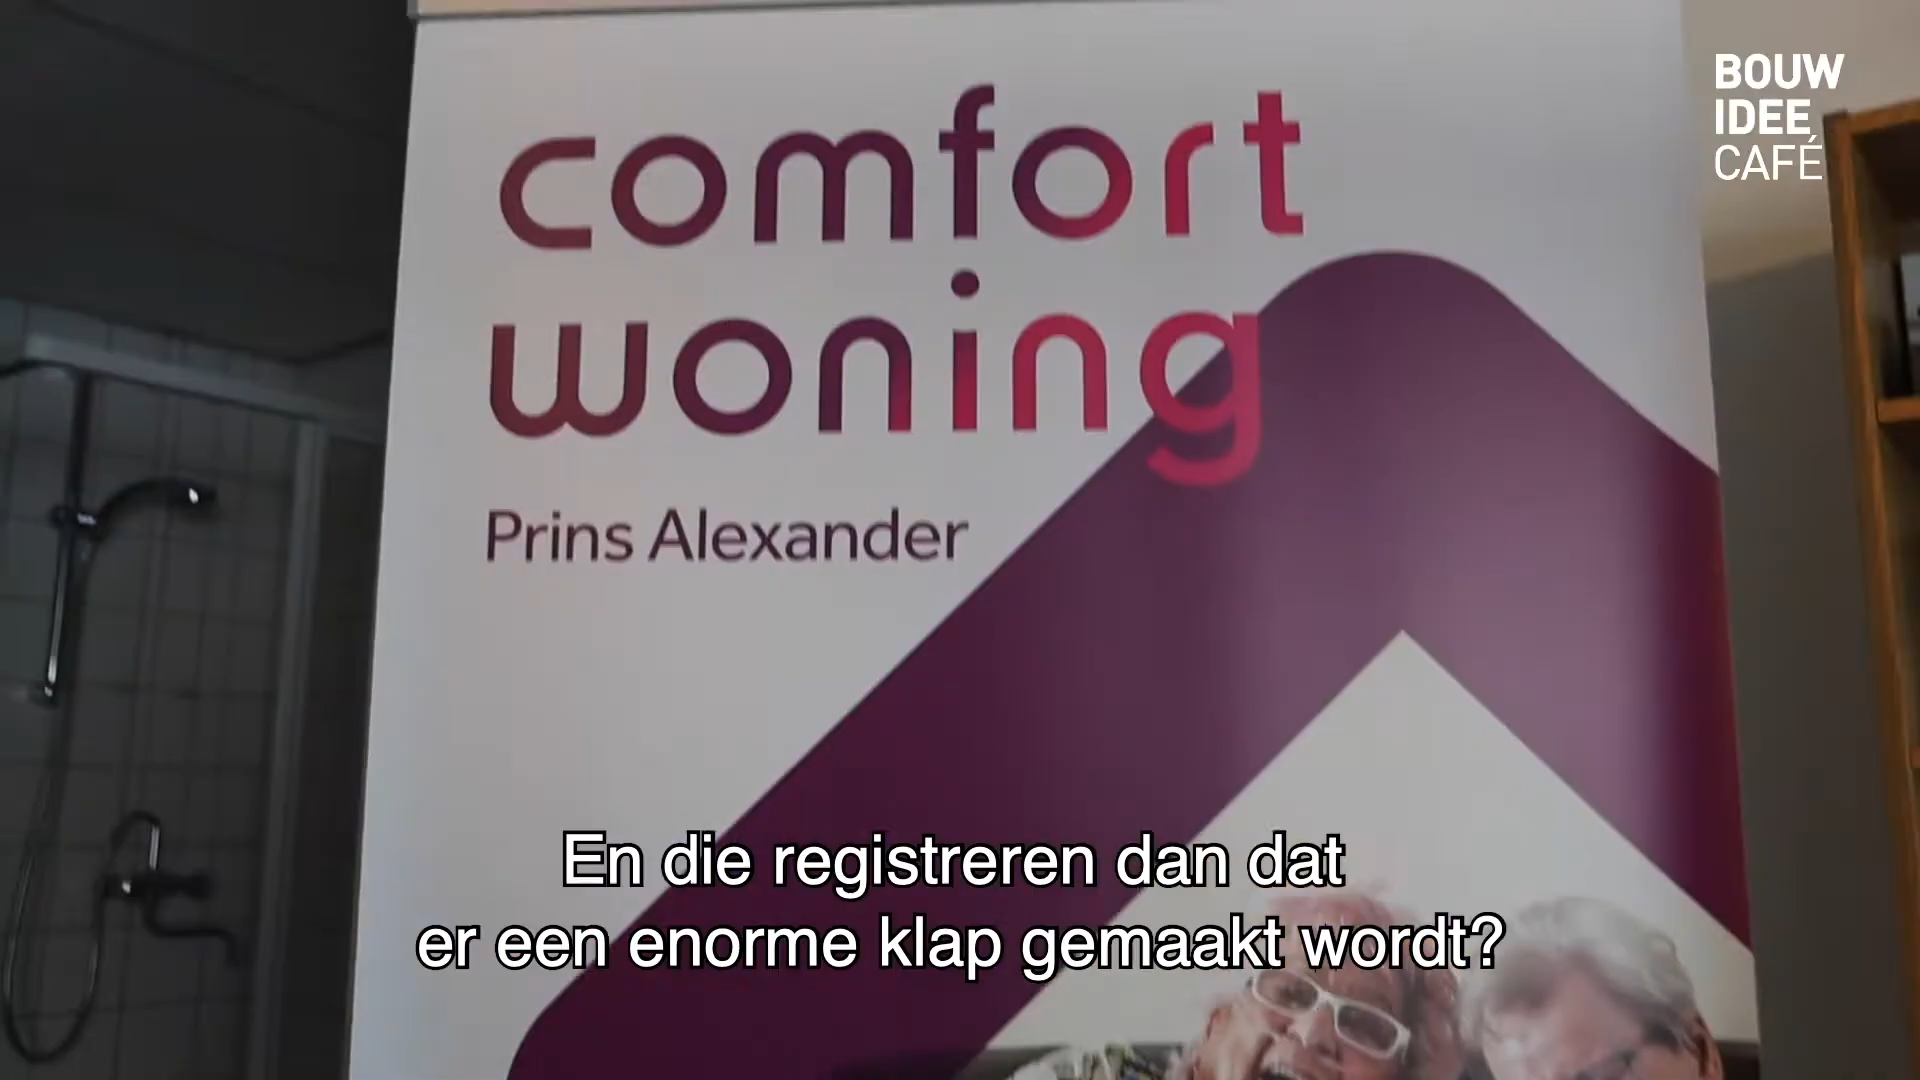 comfort
woning
Prins Alexander
BOUW
IDEE
CAFÉ
En die registreren dan dat
er een enorme klap gemaakt wordt?